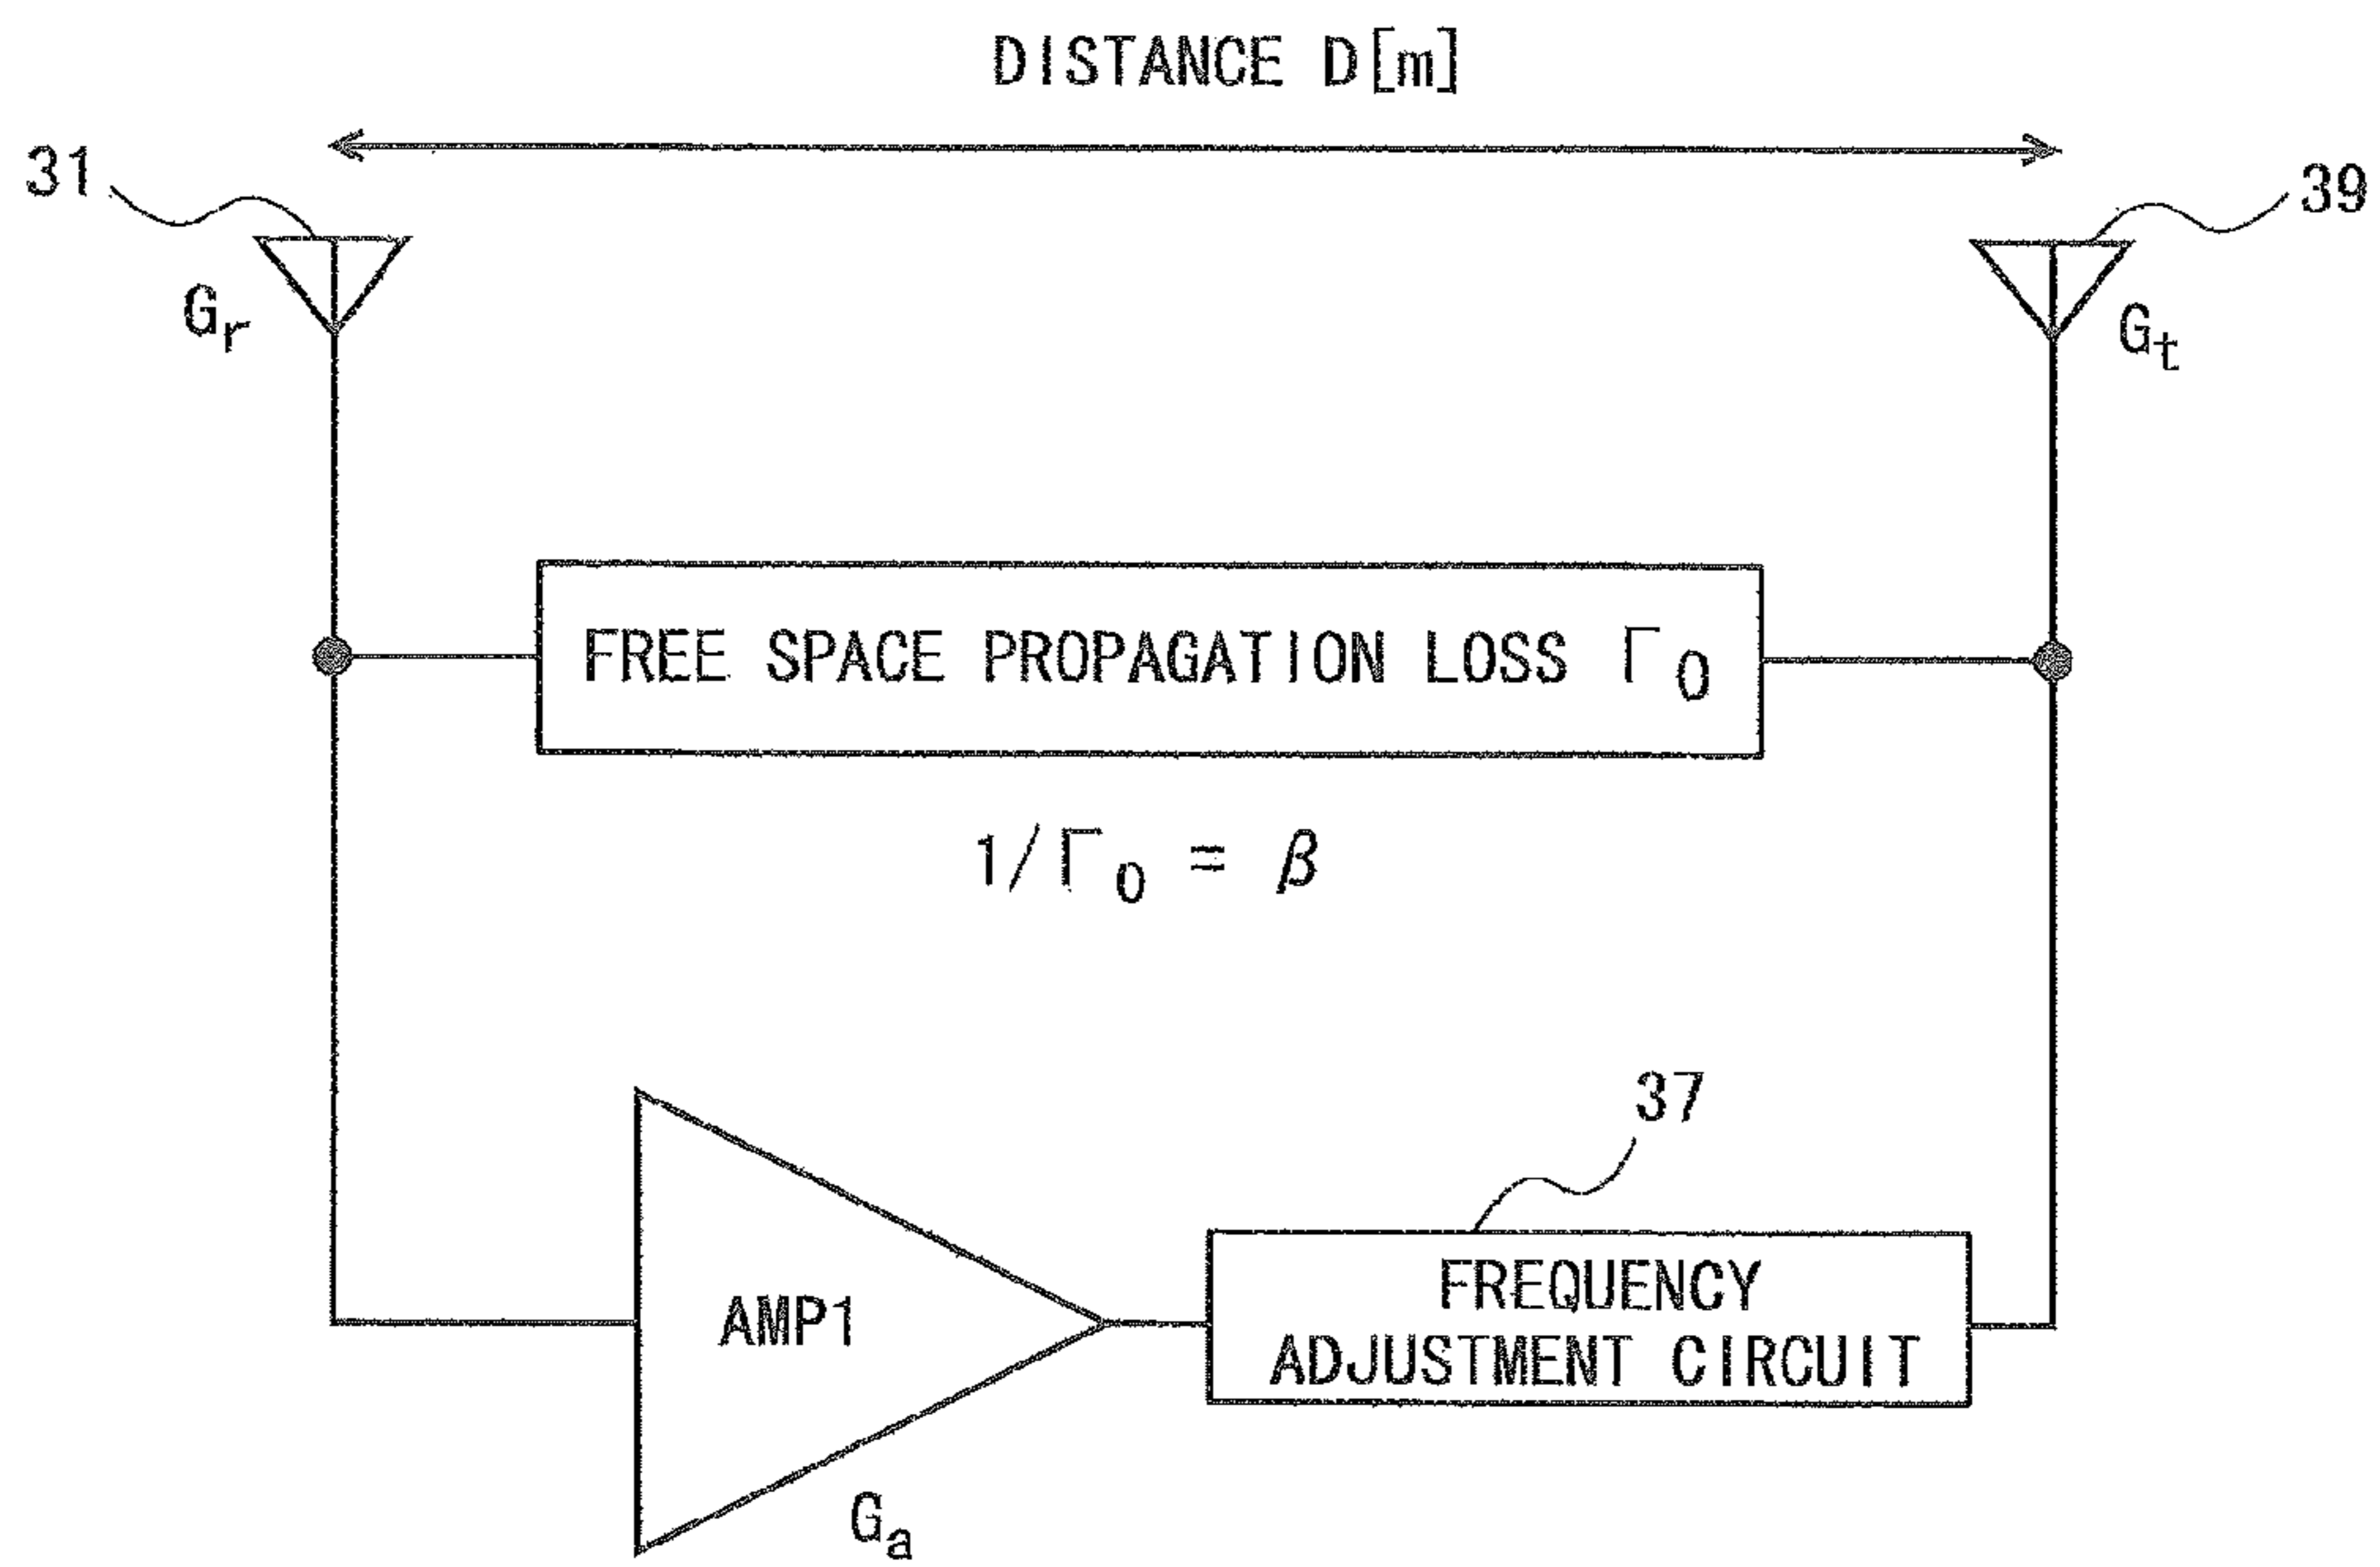 DISTANCE D[m]
31
39
Gr
Gt
FREE SPACE PROPAGATION LOSS Γ0
1/Γ0 = β
37
AMP1
FREQUENCY
ADJUSTMENT CIRCUIT
Ga